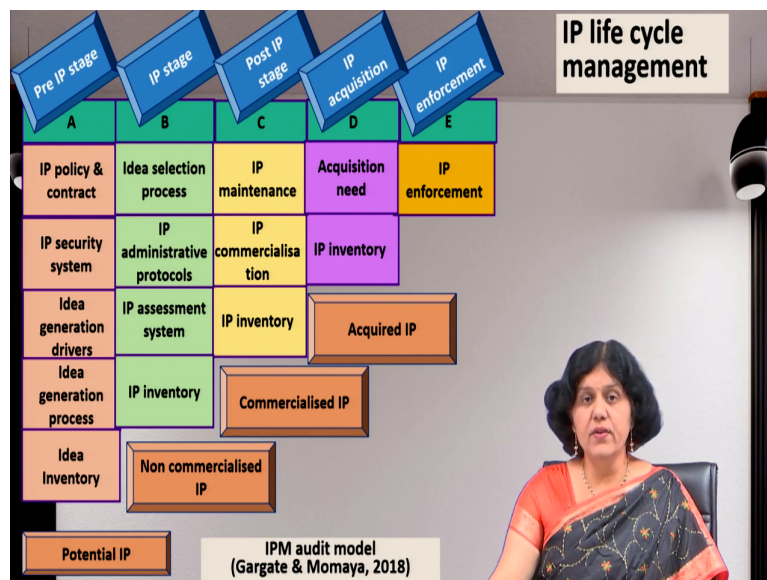 IP life cycle
management
Pre IP stage
IP stage
Post IP
stage
IP
acquisition
IP
enforcement
A
B
C
D
E
IP policy &
contract
Idea selection
process
IP
maintenance
Acquisition
need
IP
enforcement
IP security
system
IP
administrative
protocols
IP
commercialisa
tion
IP inventory
Idea
generation
drivers
IP assessment
system
IP inventory
Acquired IP
Idea
generation
process
IP inventory
Commercialised IP
Idea
Inventory
Non commercialised
IP
Potential IP
IPM audit model
(Gargate & Momaya, 2018)